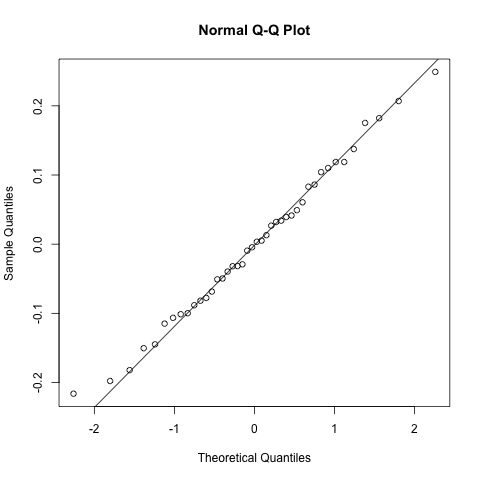 Normal Q-Q Plot
Sample Quantiles
0.2
0.1
0.0
-0.1
-0.2
-2 -1 0 1 2
Theoretical Quantiles